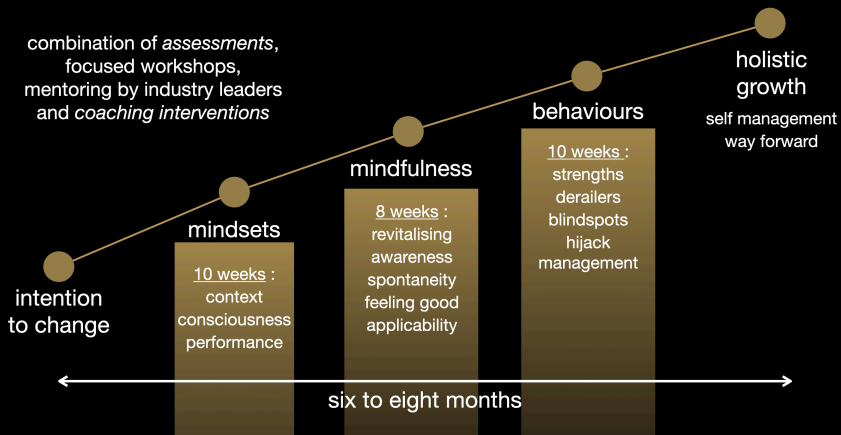 combination of assessments,
focused workshops,
mentoring by industry leaders
and coaching interventions
intention
to change
mindsets
10 weeks :
context
consciousness
performance
mindfulness
8 weeks :
revitalising
awareness
spontaneity
feeling good
applicability
behaviours
10 weeks :
strengths
derailers
blindspots
hijack
management
holistic
growth
self management
way forward
six to eight months